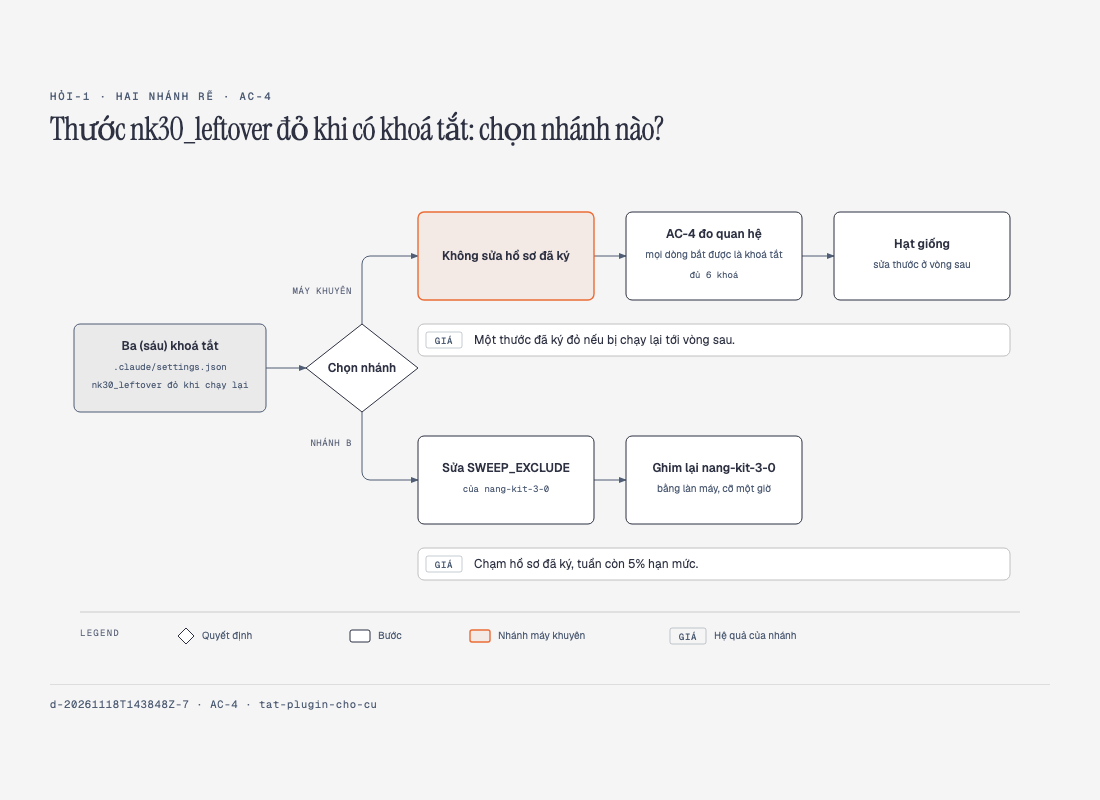 HỎI-1 · HAI NHÁNH RẼ · AC-4
Thước nk30_leftover đỏ khi có khoá tắt: chọn nhánh nào?
Không sửa hồ sơ đã ký
AC-4 đo quan hệ
mọi dòng bắt được là khoá tắt
đủ 6 khoá
Hạt giống
sửa thước ở vòng sau
MÁY KHUYÊN
GIÁ Một thước đã ký đỏ nếu bị chạy lại tới vòng sau.
Ba (sáu) khoá tắt
.claude/settings.json
nk30_leftover đỏ khi chạy lại
Chọn nhánh
NHÁNH B
Sửa SWEEP_EXCLUDE
của nang-kit-3-0
Ghim lại nang-kit-3-0
bằng làn máy, cỡ một giờ
GIÁ Chạm hồ sơ đã ký, tuần còn 5% hạn mức.
LEGEND
Quyết định
Bước
Nhánh máy khuyên
GIÁ Hệ quả của nhánh
d-20261118T143848Z-7 · AC-4 · tat-plugin-cho-cu